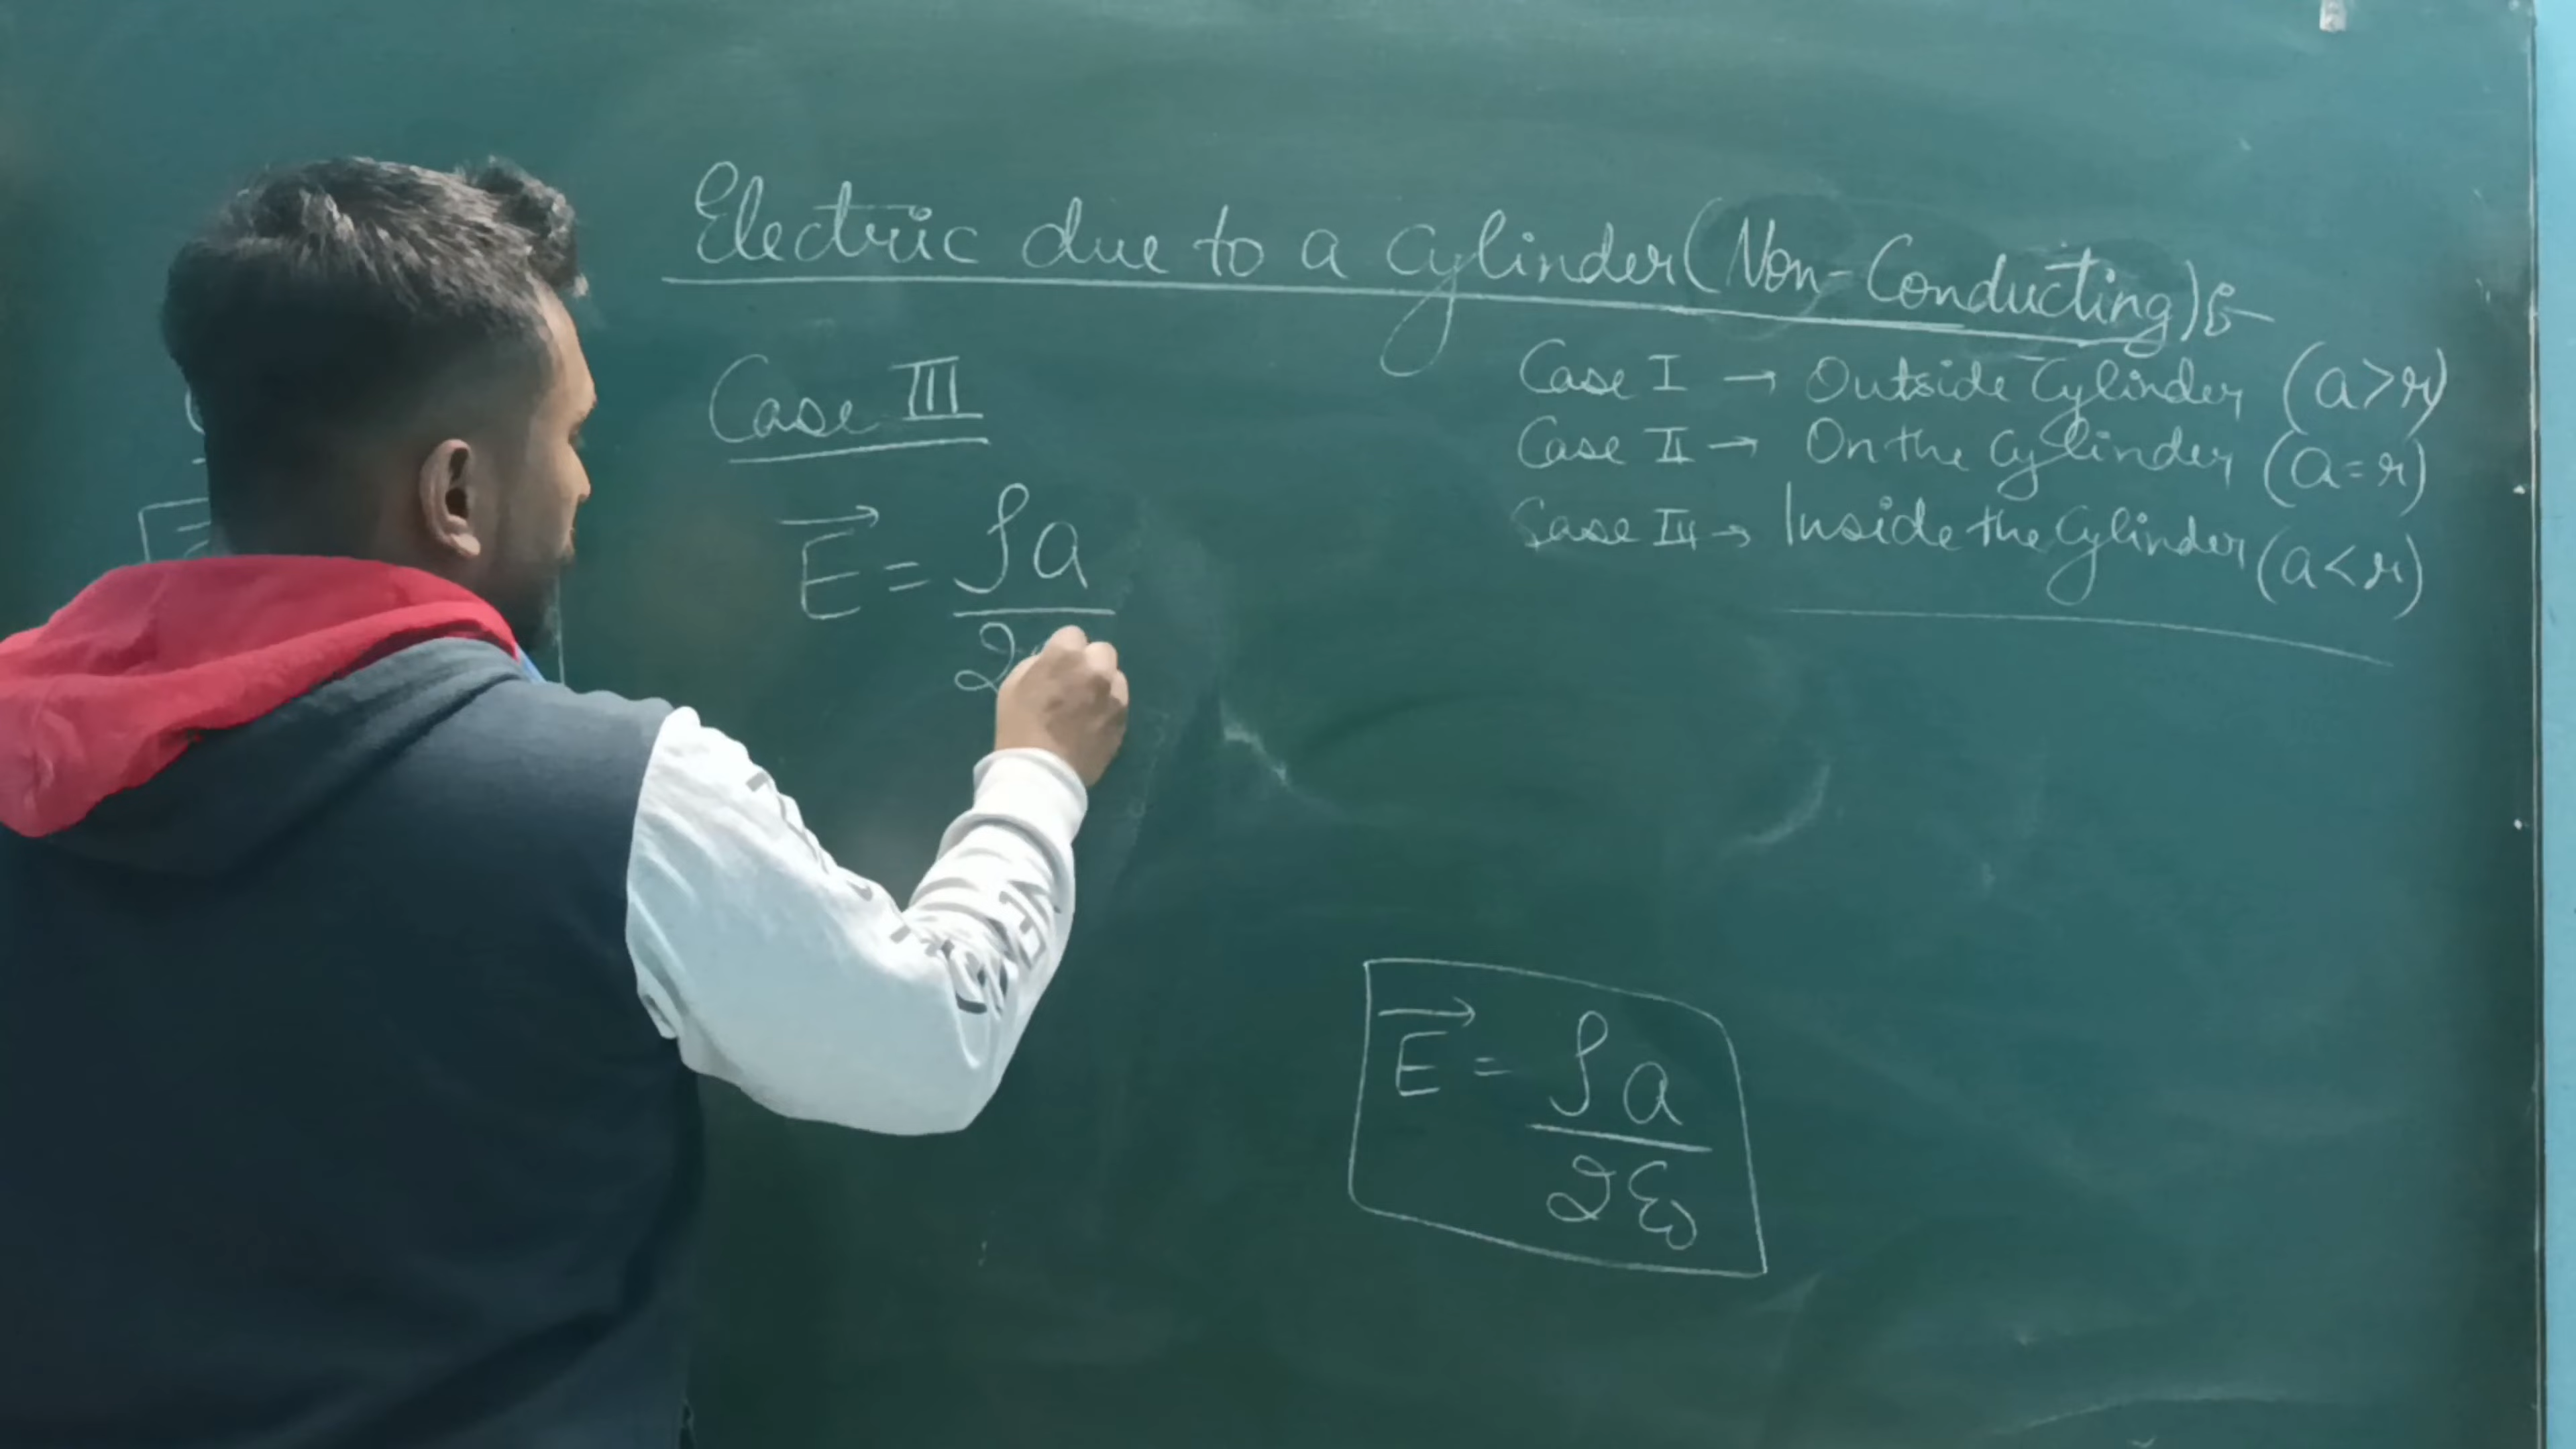 Electric due to a Cylinder (Non-Conducting):-
Case I → Outside Cylinder (a>r)
Case II → On the Cylinder (a=r)
Case III → Inside the Cylinder (a<r)
Case III
E⃗ = ρa
2
E⃗ = ρa
2ε₀